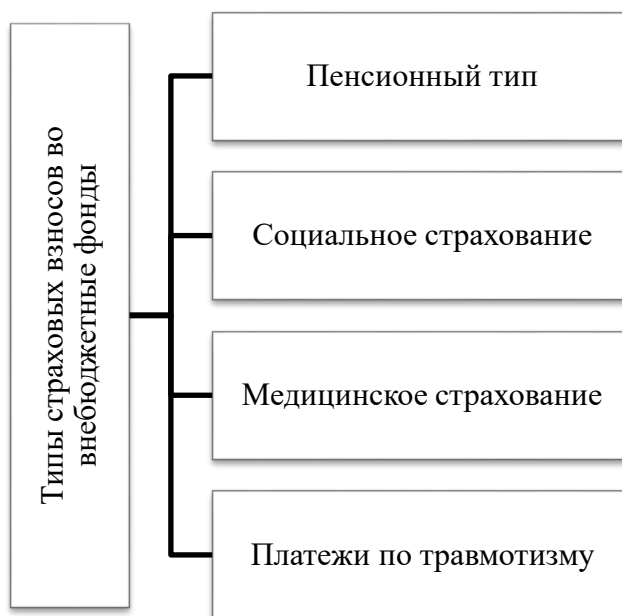 Типы страховых взносов во
внебюджетные фонды
Пенсионный тип
Социальное страхование
Медицинское страхование
Платежи по травмотизму